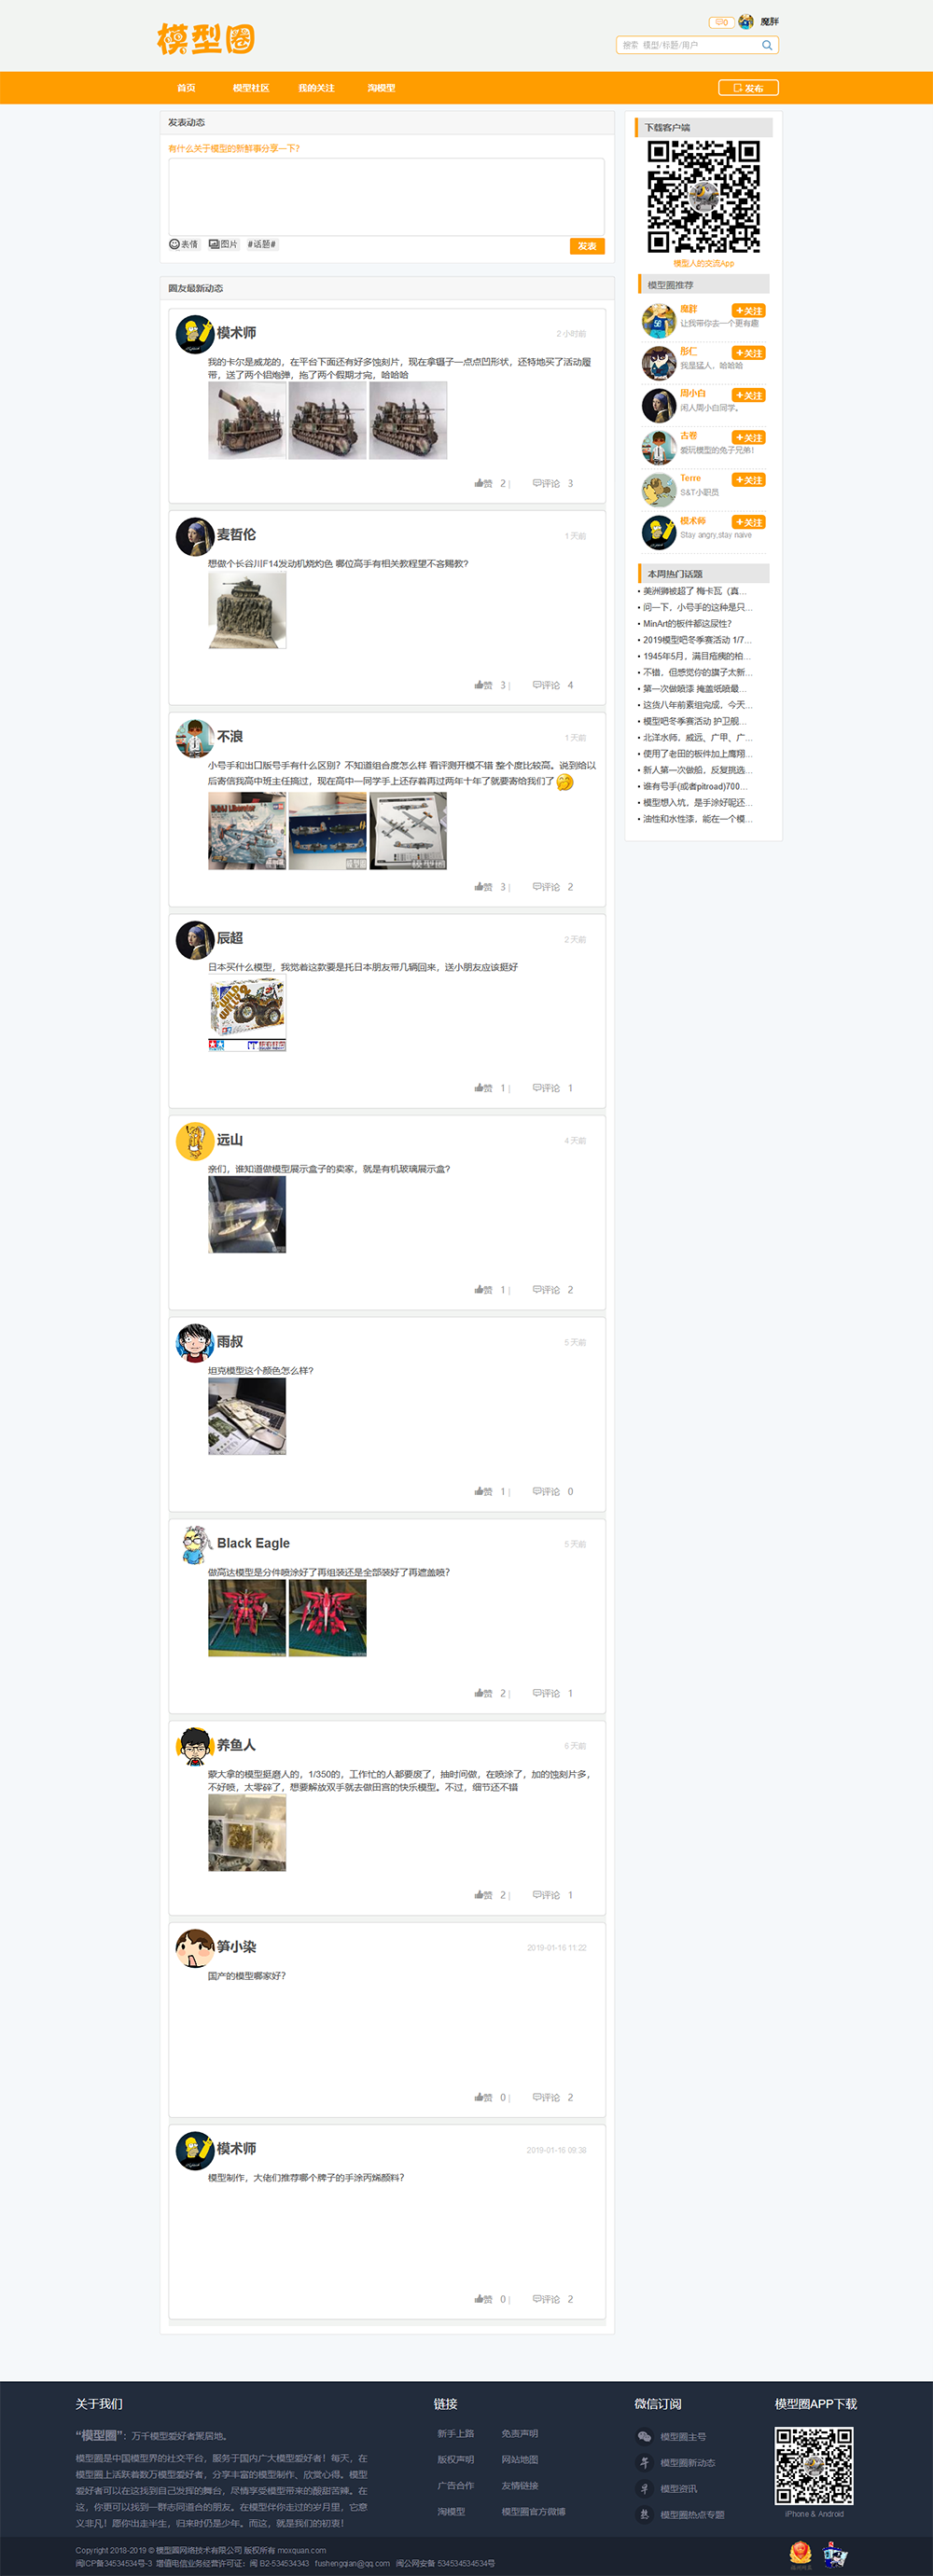 模型圈
0 魔胖
搜索 模型/标题/用户
首页 模型社区 我的关注 淘模型 发布
发表动态
有什么关于模型的新鲜事分享一下?
表情 图片 #话题#
发表
圈友最新动态
模术师
2 小时前
我的卡尔是威龙的，在平台下面还有好多蚀刻片，现在拿镊子一点点凹形状，还特地买了活动履
带，送了两个铝炮弹，拖了两个假期才完，哈哈哈
赞 2 | 评论 3
麦哲伦
1 天前
想做个长谷川F14发动机烧灼色 哪位高手有相关教程望不吝赐教?
赞 3 | 评论 4
不浪
1 天前
小号手和出口版号手有什么区别？不知道组合度怎么样 看评测开模不错 整个度比较高。说到给以
后寄信我高中班主任搞过，现在高中一同学手上还存着再过两年十年了就要寄给我们了
赞 3 | 评论 2
辰超
2 天前
日本买什么模型，我觉着这款要是托日本朋友带几辆回来，送小朋友应该挺好
赞 1 | 评论 1
远山
4 天前
亲们，谁知道做模型展示盒子的卖家，就是有机玻璃展示盒?
赞 1 | 评论 2
雨叔
5 天前
坦克模型这个颜色怎么样?
赞 1 | 评论 0
Black Eagle
5 天前
做高达模型是分件喷涂好了再组装还是全部装好了再遮盖喷?
赞 2 | 评论 1
养鱼人
6 天前
蒙大拿的模型挺磨人的，1/350的，工作忙的人都要废了，抽时间做，在喷涂了，加的蚀刻片多，
不好喷，太零碎了，想要解放双手就去做田宫的快乐模型。不过，细节还不错
赞 2 | 评论 1
笋小染
2019-01-16 11:22
国产的模型哪家好?
赞 0 | 评论 2
模术师
2019-01-16 09:38
模型制作，大佬们推荐哪个牌子的手涂丙烯颜料?
赞 0 | 评论 2
下载客户端
模型人的交流App
模型圈推荐
魔胖 +关注
让我带你去一个更有趣
彤仁 +关注
我是猛人，哈哈哈
周小白 +关注
闲人周小白同学。
古卷 +关注
爱玩模型的兔子兄弟!
Terre +关注
S&T小职员
模术师 +关注
Stay angry,stay naive
本周热门话题
• 美洲狮被超了 梅卡瓦（真...
• 问一下，小号手的这种是只...
• MinArt的板件都这尿性?
• 2019模型吧冬季赛活动 1/7...
• 1945年5月，满目疮痍的柏...
• 不错，但感觉你的旗子太新...
• 第一次做喷漆 掩盖纸喷最...
• 这货八年前素组完成，今天...
• 模型吧冬季赛活动 护卫舰...
• 北洋水师，威远、广甲、广...
• 使用了老田的板件加上鹰翔...
• 新人第一次做船，反复挑选...
• 谁有号手(或者pitroad)700...
• 模型想入坑，是手涂好呢还...
• 油性和水性漆，能在一个模...
关于我们
“模型圈”：万千模型爱好者聚居地。
模型圈是中国模型界的社交平台，服务于国内广大模型爱好者！每天，在
模型圈上活跃着数万模型爱好者，分享丰富的模型制作、欣赏心得。模型
爱好者可以在这找到自己发挥的舞台，尽情享受模型带来的酸甜苦辣。在
这，你更可以找到一群志同道合的朋友。在模型伴你走过的岁月里，它意
义非凡！愿你出走半生，归来时仍是少年。而这，就是我们的初衷！
链接
新手上路 免责声明
版权声明 网站地图
广告合作 友情链接
淘模型 模型圈官方微博
微信订阅
模型圈主号
模型圈新动态
模型资讯
模型圈热点专题
模型圈APP下载
iPhone & Android
Copyright 2018-2019 © 模型圈网络技术有限公司 版权所有 moxquan.com
闽ICP备34534534号-3 增值电信业务经营许可证：闽 B2-534534343 fushengqian@qq.com 闽公网安备 534534534534号